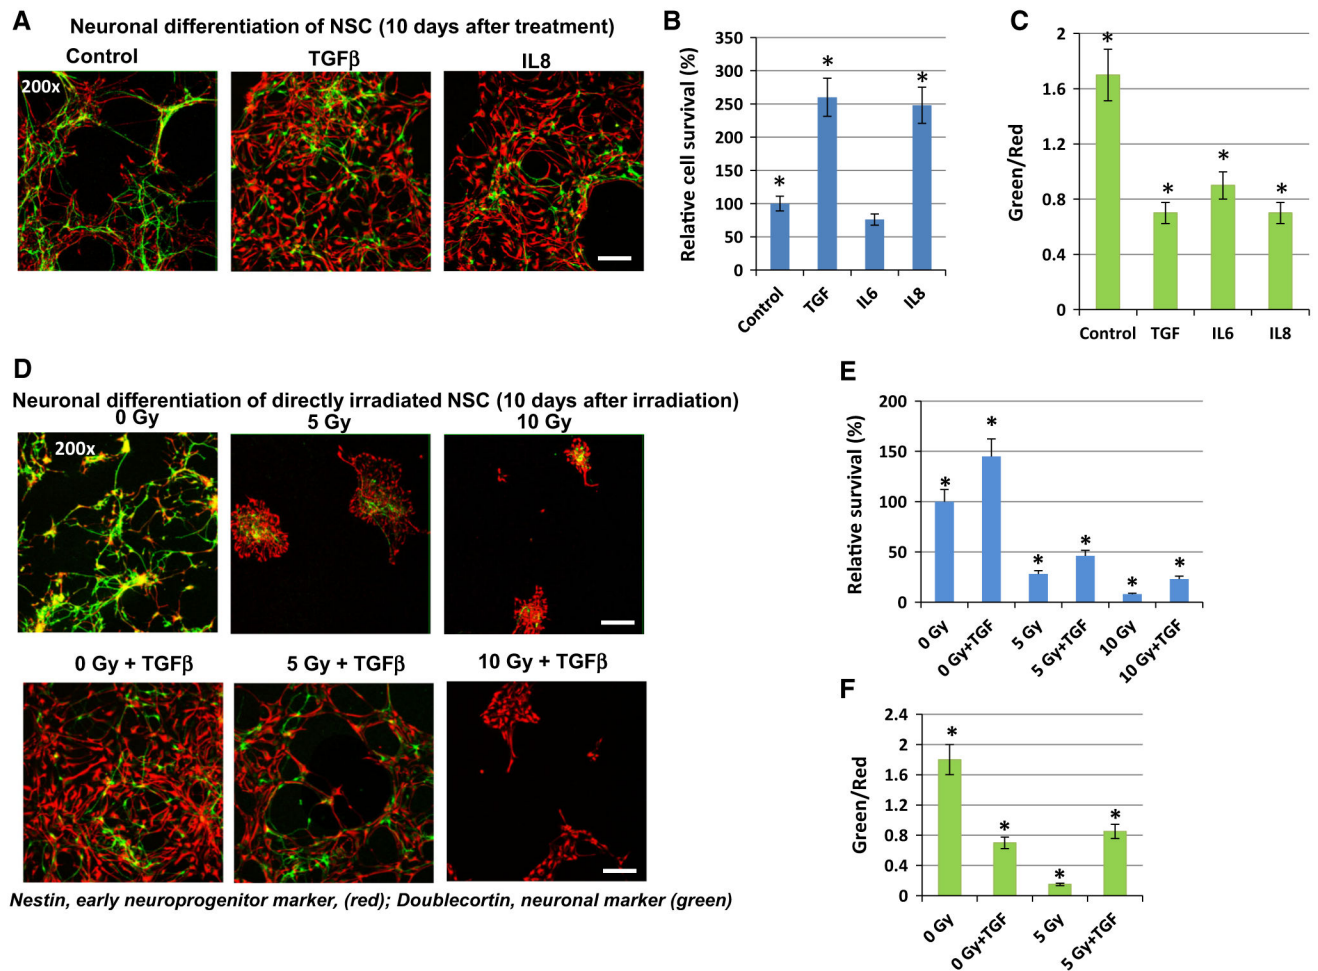 A
Neuronal differentiation of NSC (10 days after treatment)
Control
TGFβ
IL8
200x
B
Relative cell survival (%)
350
300
250
200
150
100
50
0
*
*
*
Control
TGF
IL6
IL8
C
Green/Red
2
1.6
1.2
0.8
0.4
0
*
*
*
*
Control
TGF
IL6
IL8
D
Neuronal differentiation of directly irradiated NSC (10 days after irradiation)
0 Gy
5 Gy
10 Gy
200x
0 Gy + TGFβ
5 Gy + TGFβ
10 Gy + TGFβ
Nestin, early neuroprogenitor marker, (red); Doublecortin, neuronal marker (green)
E
Relative survival (%)
200
150
100
50
0
*
*
*
*
*
*
0 Gy
0 Gy+TGF
5 Gy
5 Gy+TGF
10 Gy
10 Gy+TGF
F
Green/Red
2.4
2
1.6
1.2
0.8
0.4
0
*
*
*
*
0 Gy
0 Gy+TGF
5 Gy
5 Gy+TGF